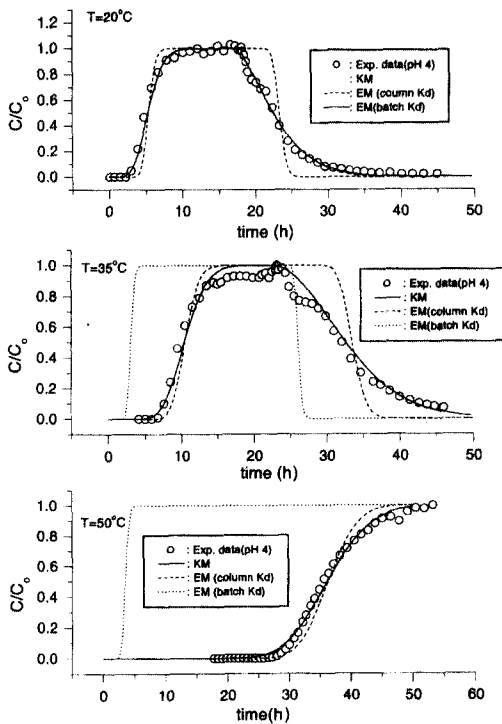 T=20°C
1.0
0.8
0.6
0.4
0.2
0.0
C/Co
: Exp. data(pH 4)
: KM
: EM (column Kd)
: EM(batch Kd)
0 10 20 30 40 50
time (h)
T=35°C
1.0
0.8
0.6
0.4
0.2
0.0
C/Co
: Exp. data(pH 4)
: KM
: EM(column Kd)
: EM(batch Kd)
0 10 20 30 40 50
time (h)
T=50°C
1.0
0.8
0.6
0.4
0.2
0.0
C/Co
: Exp. data(pH 4)
: KM
: EM (column Kd)
: EM (batch Kd)
0 10 20 30 40 50 60
time(h)